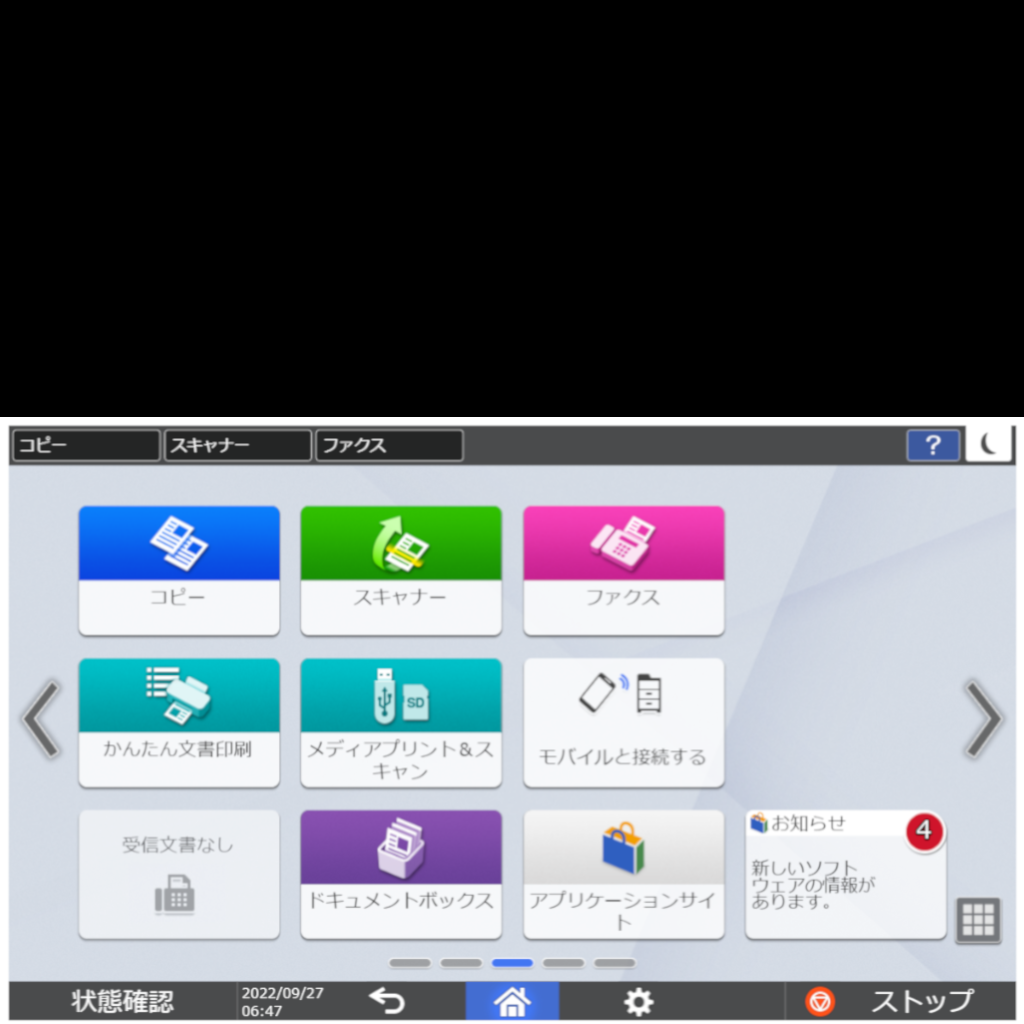 コピー
スキャナー
ファクス
?
コピー
スキャナー
ファクス
かんたん文書印刷
SD
メディアプリント&ス
キャン
モバイルと接続する
受信文書なし
ドキュメントボックス
アプリケーションサイ
ト
お知らせ
4
新しいソフト
ウェアの情報が
あります。
状態確認
2022/09/27
06:47
ストップ